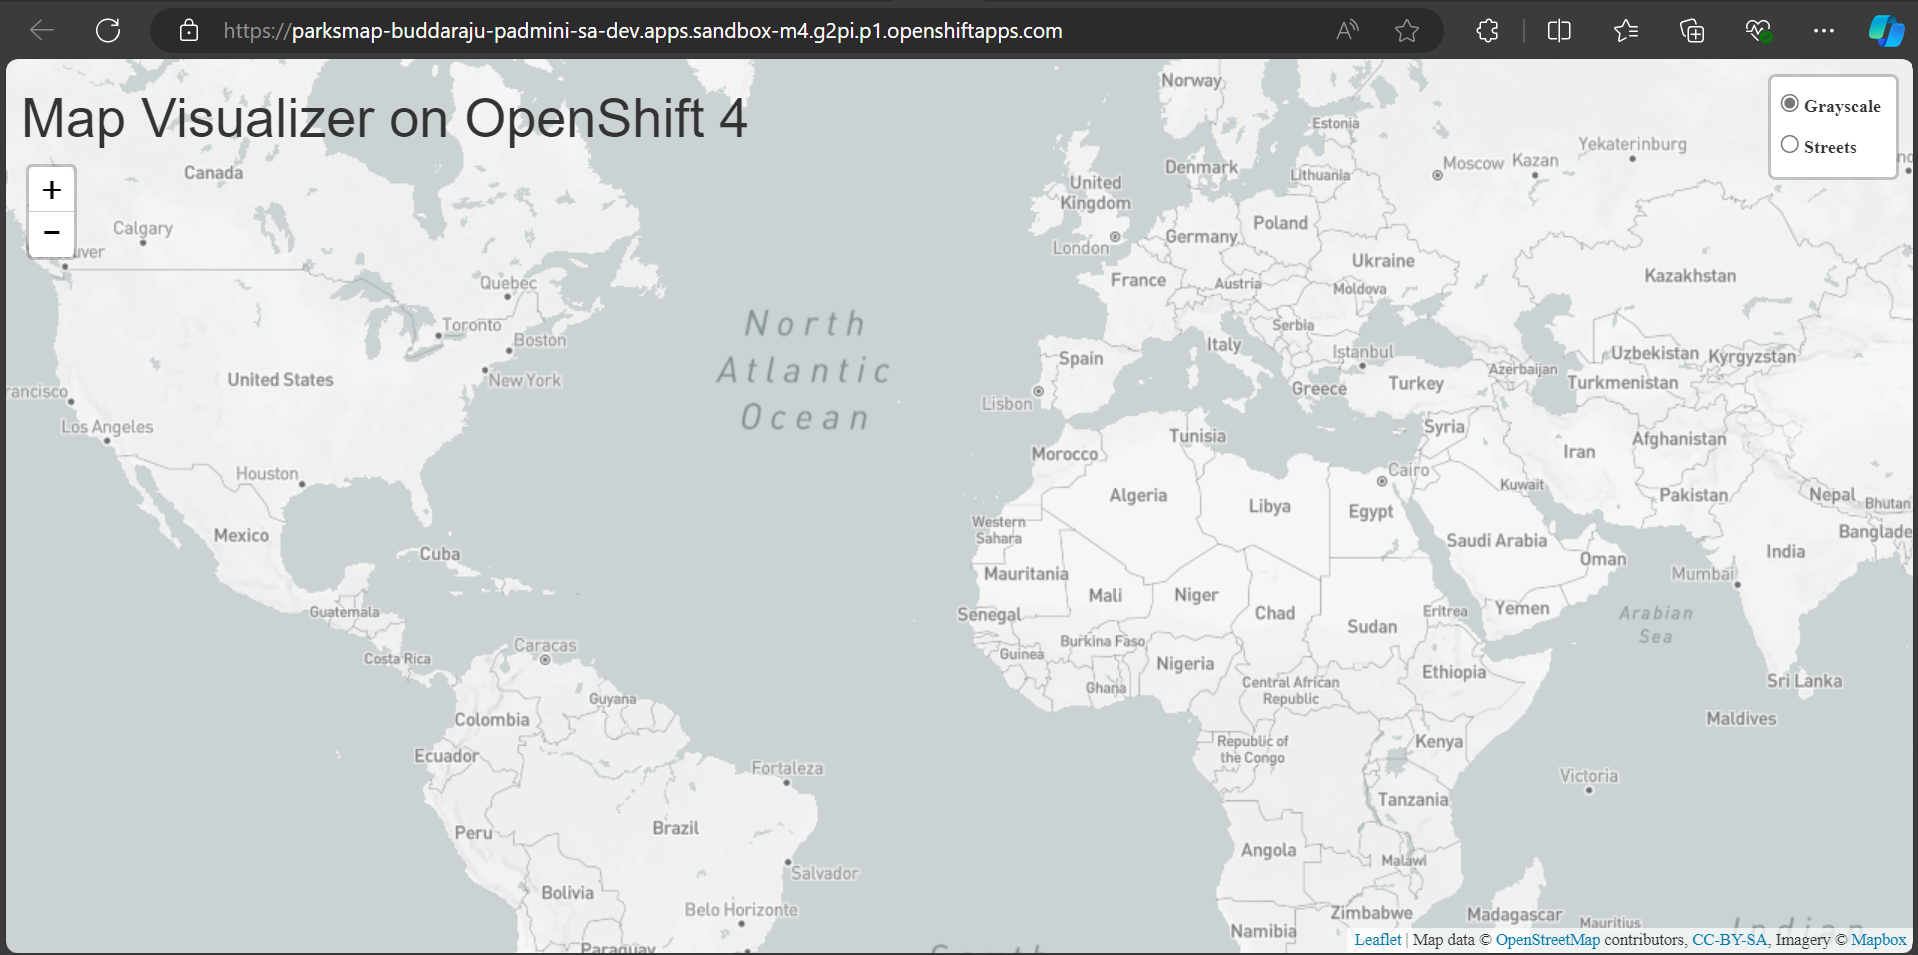 https://parksmap-buddaraju-padmini-sa-dev.apps.sandbox-m4.g2pi.p1.openshiftapps.com
Map Visualizer on OpenShift 4
+
−
Grayscale
Streets
Norway
Estonia
Yekaterinburg
Canada
Denmark
Lithuania
Moscow
Kazan
United
Kingdom
Calgary
Poland
London
Germany
Ukraine
Kazakhstan
Quebec
France
Austria
Moldova
Toronto
Boston
North
Atlantic
Ocean
Serbia
Italy
Istanbul
Spain
Uzbekistan
Kyrgyzstan
United States
New York
Azerbaijan
Greece
Turkey
Turkmenistan
Lisbon
Los Angeles
Tunisia
Syria
Afghanistan
Morocco
Iran
Houston
Cairo
Algeria
Libya
Egypt
Kuwait
Pakistan
Nepal
Bhutan
Western
Sahara
Mexico
Saudi Arabia
Banglade
Cuba
Oman
India
Mauritania
Mumbai
Mali
Niger
Guatemala
Senegal
Chad
Eritrea
Yemen
Arabian
Sea
Sudan
Caracas
Costa Rica
Burkina Faso
Guinea
Nigeria
Ethiopia
Ghana
Central African
Republic
Sri Lanka
Guyana
Colombia
Maldives
Ecuador
Republic of
the Congo
Kenya
Fortaleza
Victoria
Tanzania
Peru
Brazil
Angola
Malawi
Salvador
Bolivia
Belo Horizonte
Zimbabwe
Madagascar
Mauritius
Namibia
Paraguay
South
Indian
Leaflet | Map data © OpenStreetMap contributors, CC-BY-SA, Imagery © Mapbox